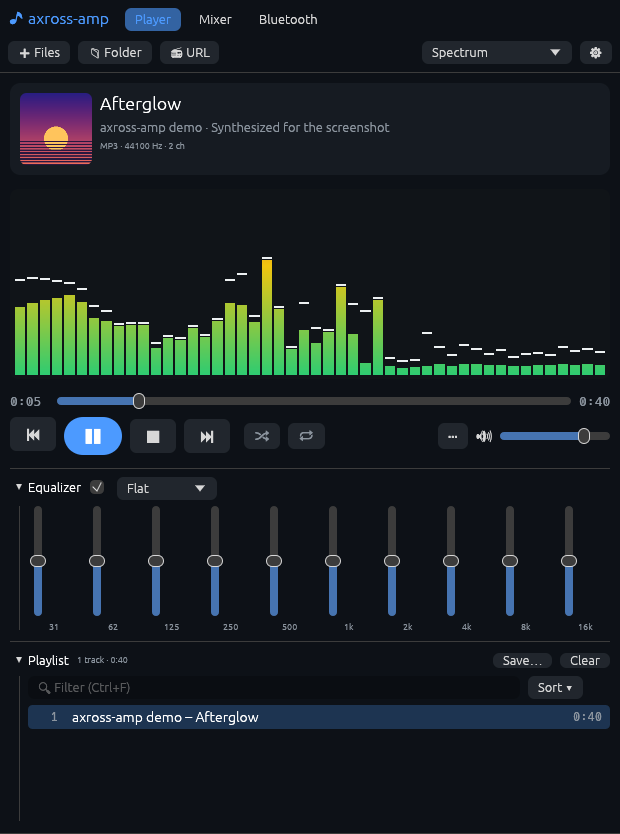 axross-amp Player Mixer Bluetooth
Files Folder URL Spectrum
Afterglow
axross-amp demo · Synthesized for the screenshot
MP3 · 44100 Hz · 2 ch
0:05 0:40
Equalizer Flat
31 62 125 250 500 1k 2k 4k 8k 16k
Playlist 1 track · 0:40 Save… Clear
Filter (Ctrl+F) Sort ▾
1 axross-amp demo – Afterglow 0:40